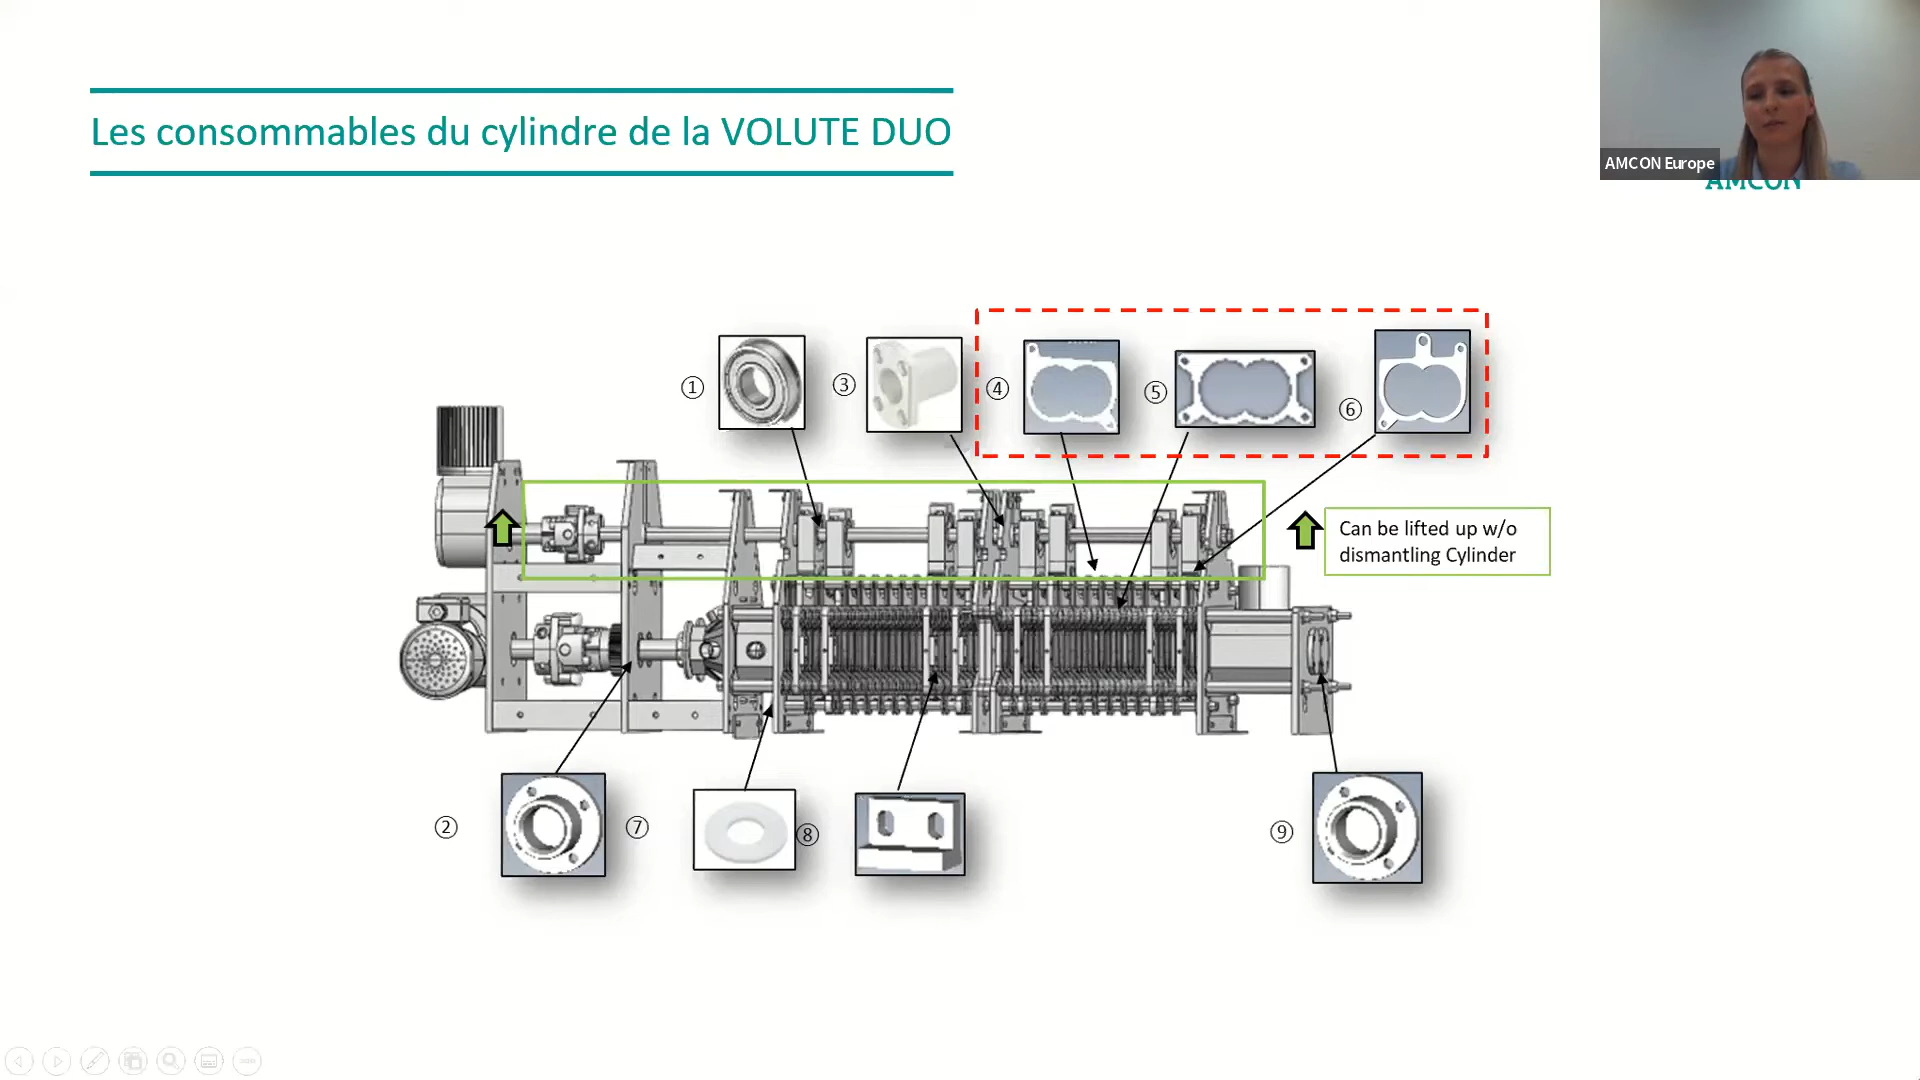 Les consommables du cylindre de la VOLUTE DUO
AMCON Europe
AMCON
①
③
④
⑤
⑥
Can be lifted up w/o
dismantling Cylinder
②
⑦
⑧
⑨